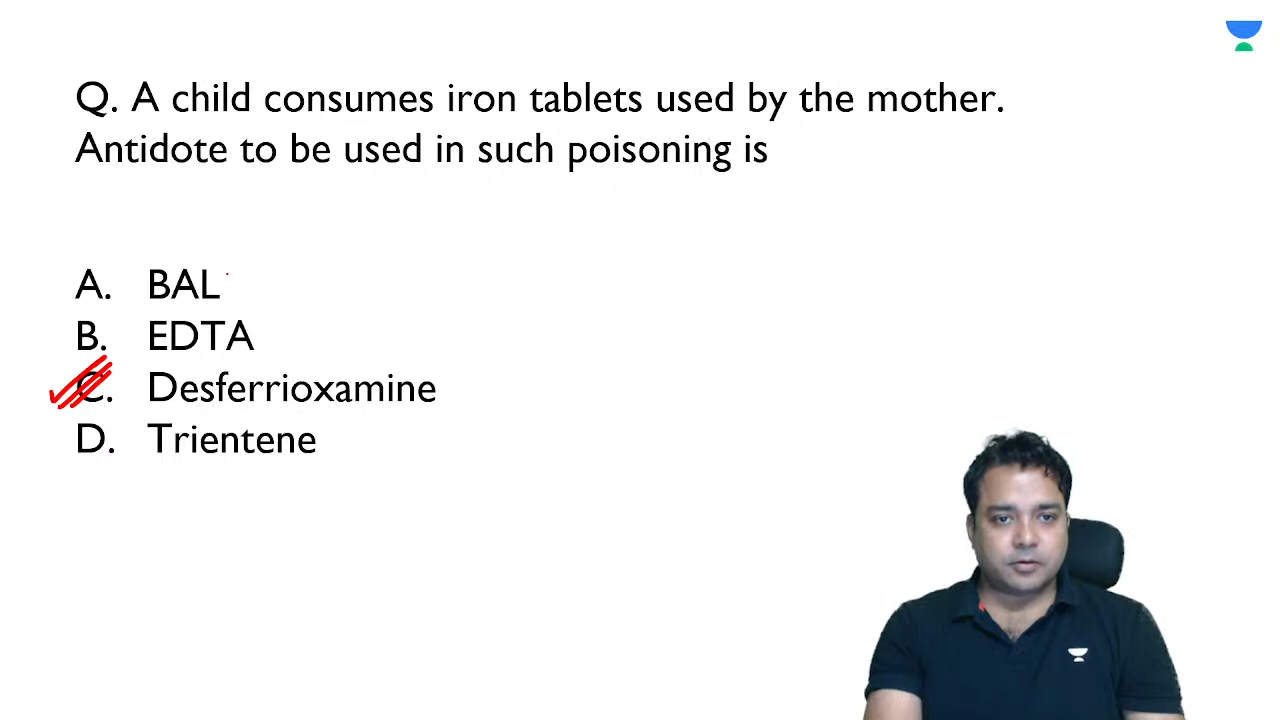 Q. A child consumes iron tablets used by the mother.
Antidote to be used in such poisoning is
A. BAL
B. EDTA
C. Desferrioxamine
D. Trientene